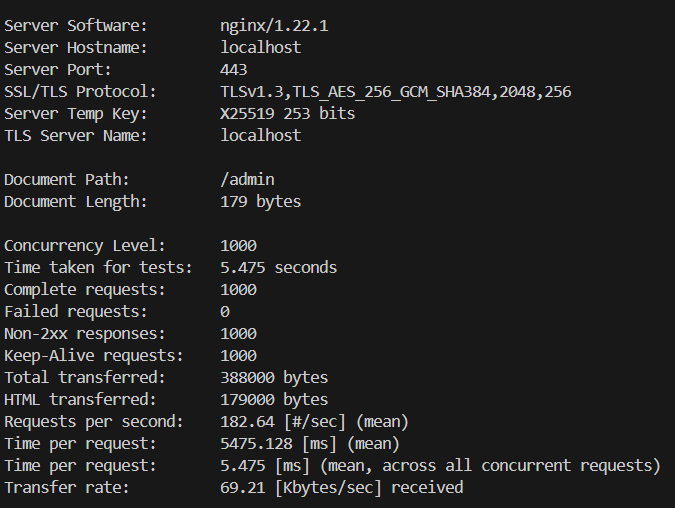 Server Software: nginx/1.22.1
Server Hostname: localhost
Server Port: 443
SSL/TLS Protocol: TLSv1.3,TLS_AES_256_GCM_SHA384,2048,256
Server Temp Key: X25519 253 bits
TLS Server Name: localhost
Document Path: /admin
Document Length: 179 bytes
Concurrency Level: 1000
Time taken for tests: 5.475 seconds
Complete requests: 1000
Failed requests: 0
Non-2xx responses: 1000
Keep-Alive requests: 1000
Total transferred: 388000 bytes
HTML transferred: 179000 bytes
Requests per second: 182.64 [#/sec] (mean)
Time per request: 5475.128 [ms] (mean)
Time per request: 5.475 [ms] (mean, across all concurrent requests)
Transfer rate: 69.21 [Kbytes/sec] received